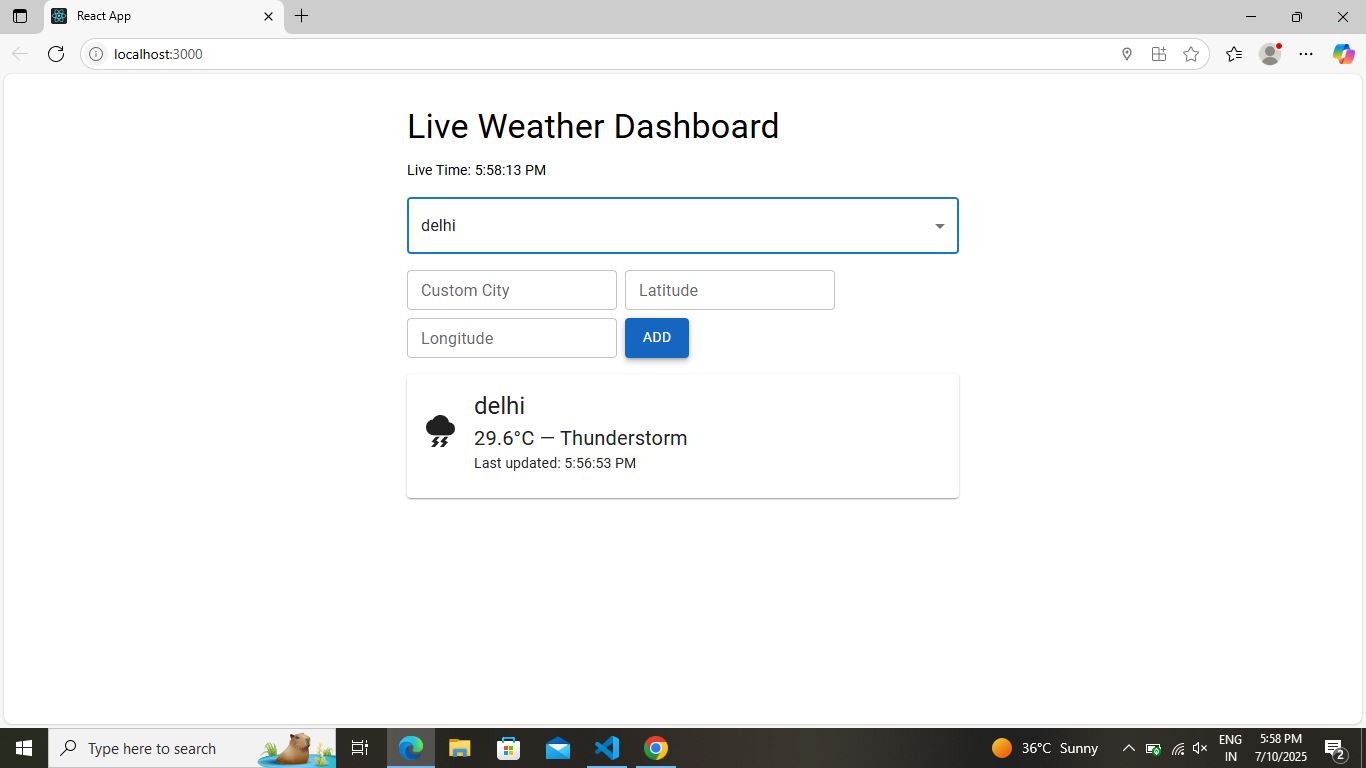 React App
localhost:3000
Live Weather Dashboard
Live Time: 5:58:13 PM
delhi
Custom City
Latitude
Longitude
ADD
delhi
29.6°C — Thunderstorm
Last updated: 5:56:53 PM
Type here to search
36°C Sunny
ENG
IN
5:58 PM
7/10/2025
2